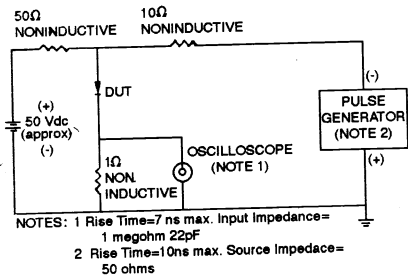 50Ω
NONINDUCTIVE
10Ω
NONINDUCTIVE
DUT
(+)
50 Vdc
(approx)
(-)
1Ω
NON.
INDUCTIVE
OSCILLOSCOPE
(NOTE 1)
(-)
PULSE
GENERATOR
(NOTE 2)
(+)
NOTES: 1 Rise Time=7 ns max. Input Impedance=
1 megohm 22pF
2 Rise Time=10ns max. Source Impedace=
50 ohms